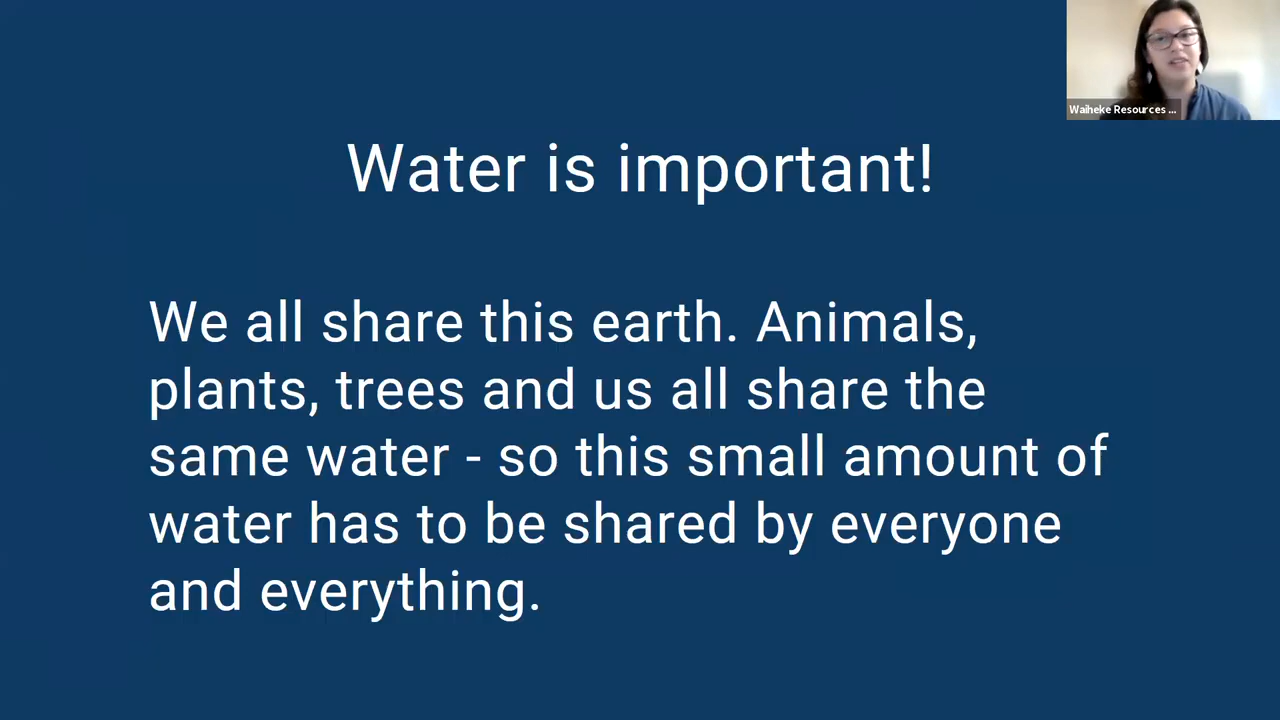 Waiheke Resources ...
Water is important!
We all share this earth. Animals,
plants, trees and us all share the
same water - so this small amount of
water has to be shared by everyone
and everything.